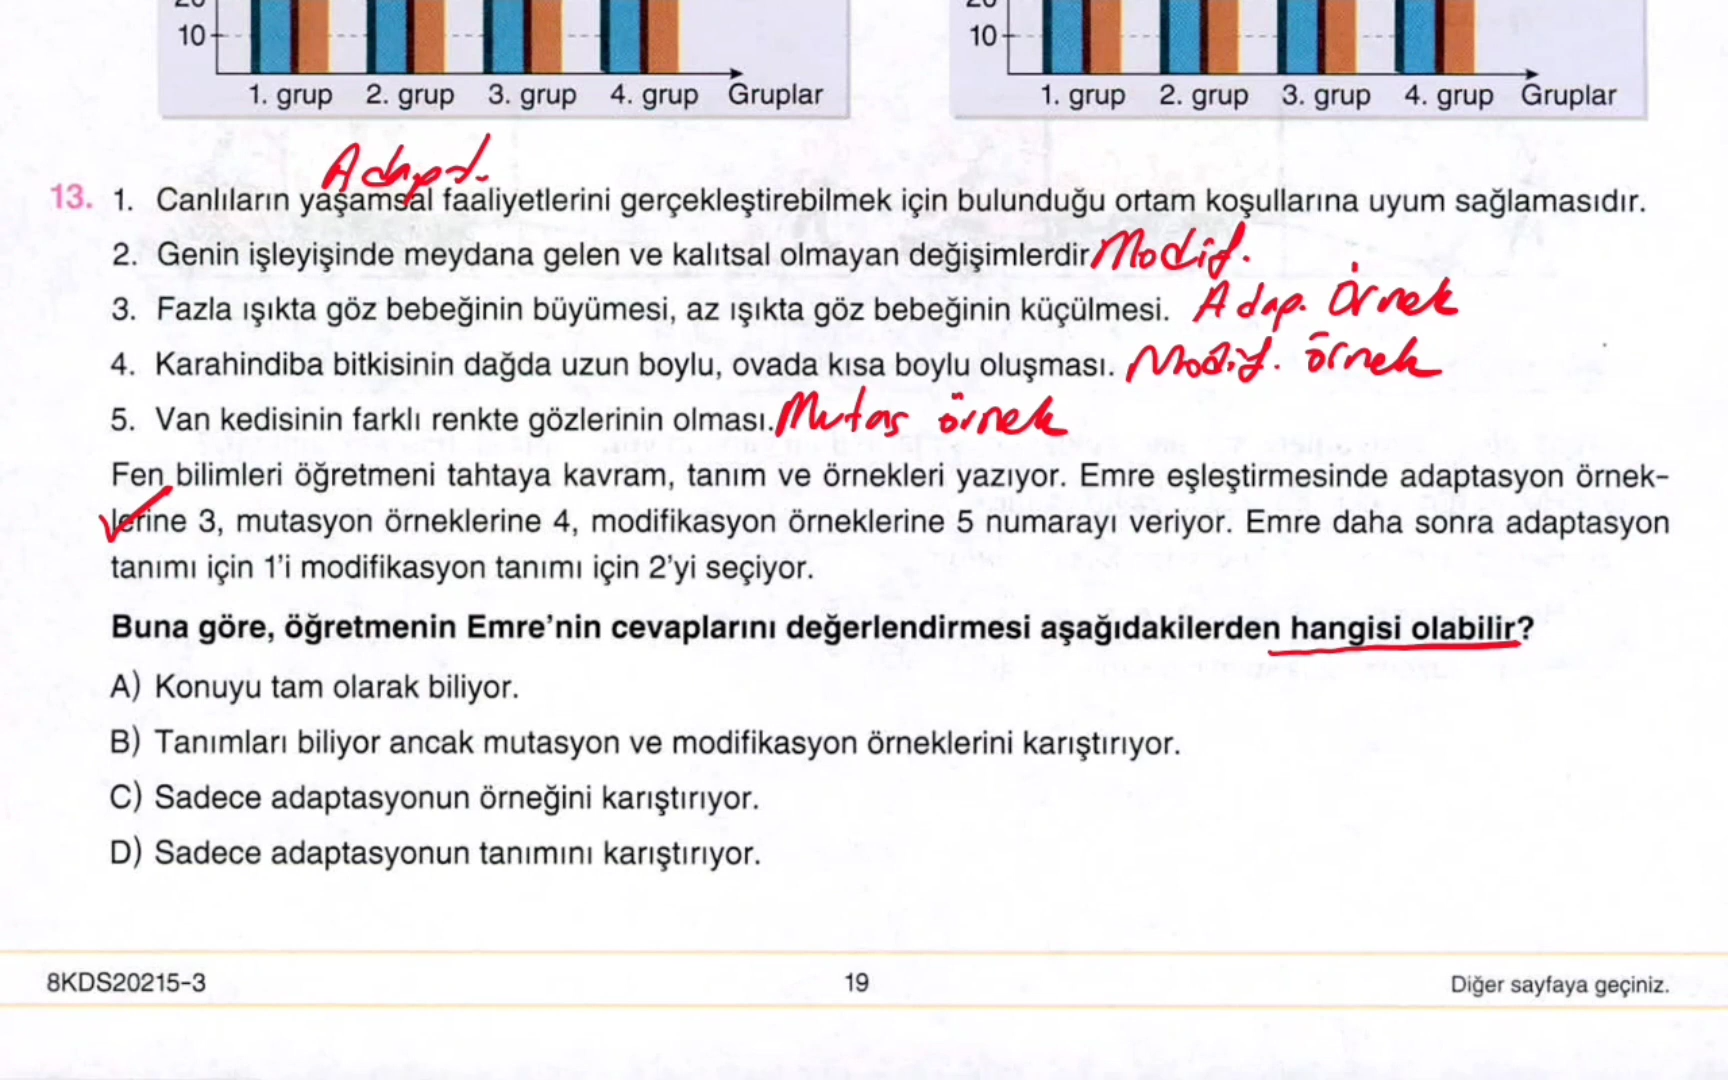 20
20
10
10
1. grup 2. grup 3. grup 4. grup Gruplar
1. grup 2. grup 3. grup 4. grup Gruplar
Adapt.
13. 1. Canlıların yaşamsal faaliyetlerini gerçekleştirebilmek için bulunduğu ortam koşullarına uyum sağlamasıdır.
2. Genin işleyişinde meydana gelen ve kalıtsal olmayan değişimlerdir Modif.
3. Fazla ışıkta göz bebeğinin büyümesi, az ışıkta göz bebeğinin küçülmesi. Adap. Örnek
4. Karahindiba bitkisinin dağda uzun boylu, ovada kısa boylu oluşması. Modif. örnek
5. Van kedisinin farklı renkte gözlerinin olması. Mutas örnek
Fen bilimleri öğretmeni tahtaya kavram, tanım ve örnekleri yazıyor. Emre eşleştirmesinde adaptasyon örnek-
lerine 3, mutasyon örneklerine 4, modifikasyon örneklerine 5 numarayı veriyor. Emre daha sonra adaptasyon
tanımı için 1'i modifikasyon tanımı için 2'yi seçiyor.
Buna göre, öğretmenin Emre'nin cevaplarını değerlendirmesi aşağıdakilerden hangisi olabilir?
A) Konuyu tam olarak biliyor.
B) Tanımları biliyor ancak mutasyon ve modifikasyon örneklerini karıştırıyor.
C) Sadece adaptasyonun örneğini karıştırıyor.
D) Sadece adaptasyonun tanımını karıştırıyor.
8KDS20215-3
19
Diğer sayfaya geçiniz.